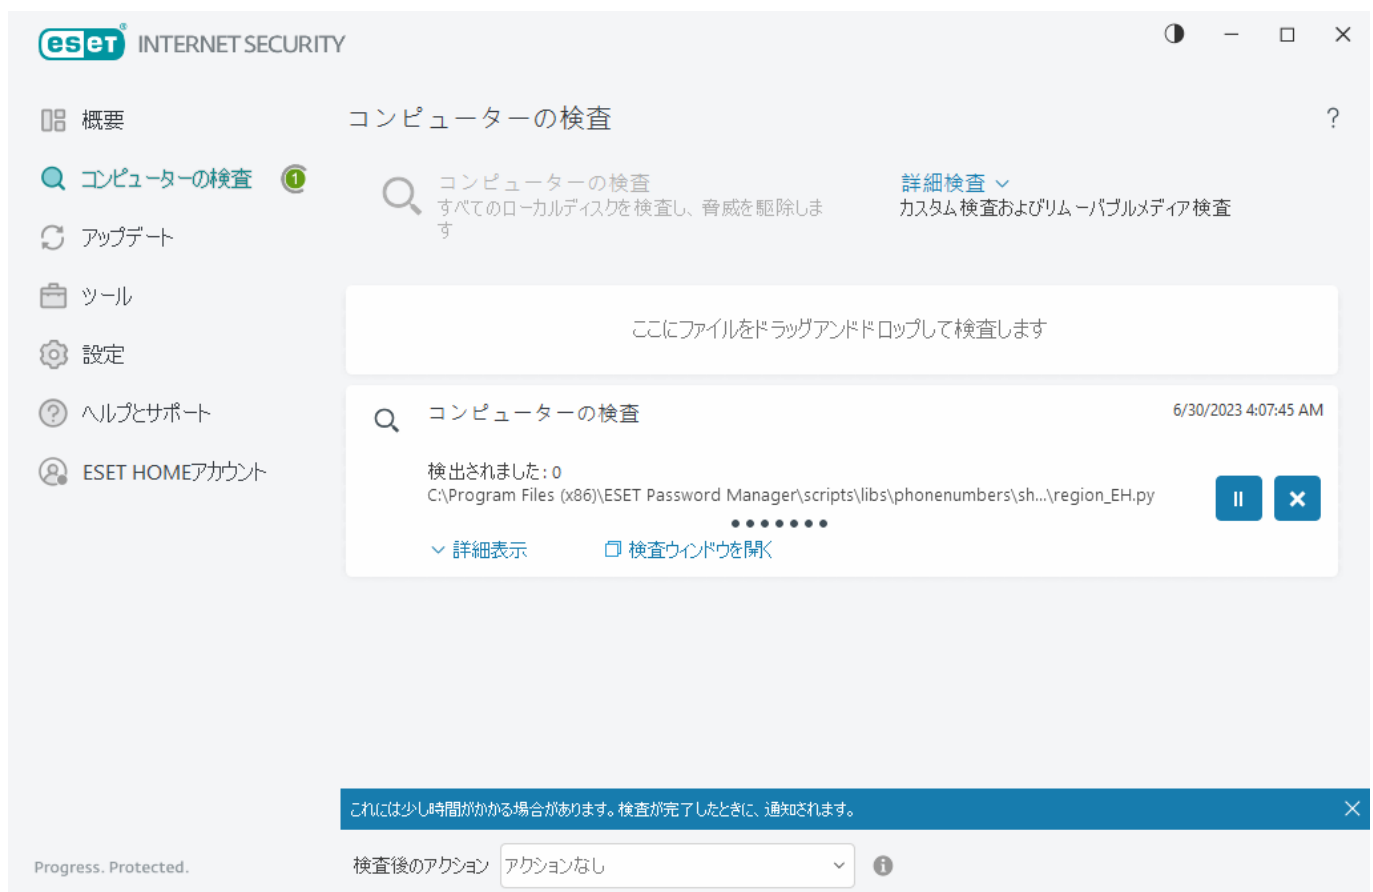 eset INTERNET SECURITY
概要
コンピューターの検査 1
アップデート
ツール
設定
ヘルプとサポート
ESET HOMEアカウント
Progress. Protected.
コンピューターの検査
?
コンピューターの検査
すべてのローカルディスクを検査し、脅威を駆除しま
す
詳細検査
カスタム検査およびリムーバブルメディア検査
ここにファイルをドラッグアンドドロップして検査します
コンピューターの検査
6/30/2023 4:07:45 AM
検出されました: 0
C:\Program Files (x86)\ESET Password Manager\scripts\libs\phonenumbers\sh...\region_EH.py
詳細表示
検査ウィンドウを開く
これには少し時間がかかる場合があります。検査が完了したときに、通知されます。
検査後のアクション アクションなし